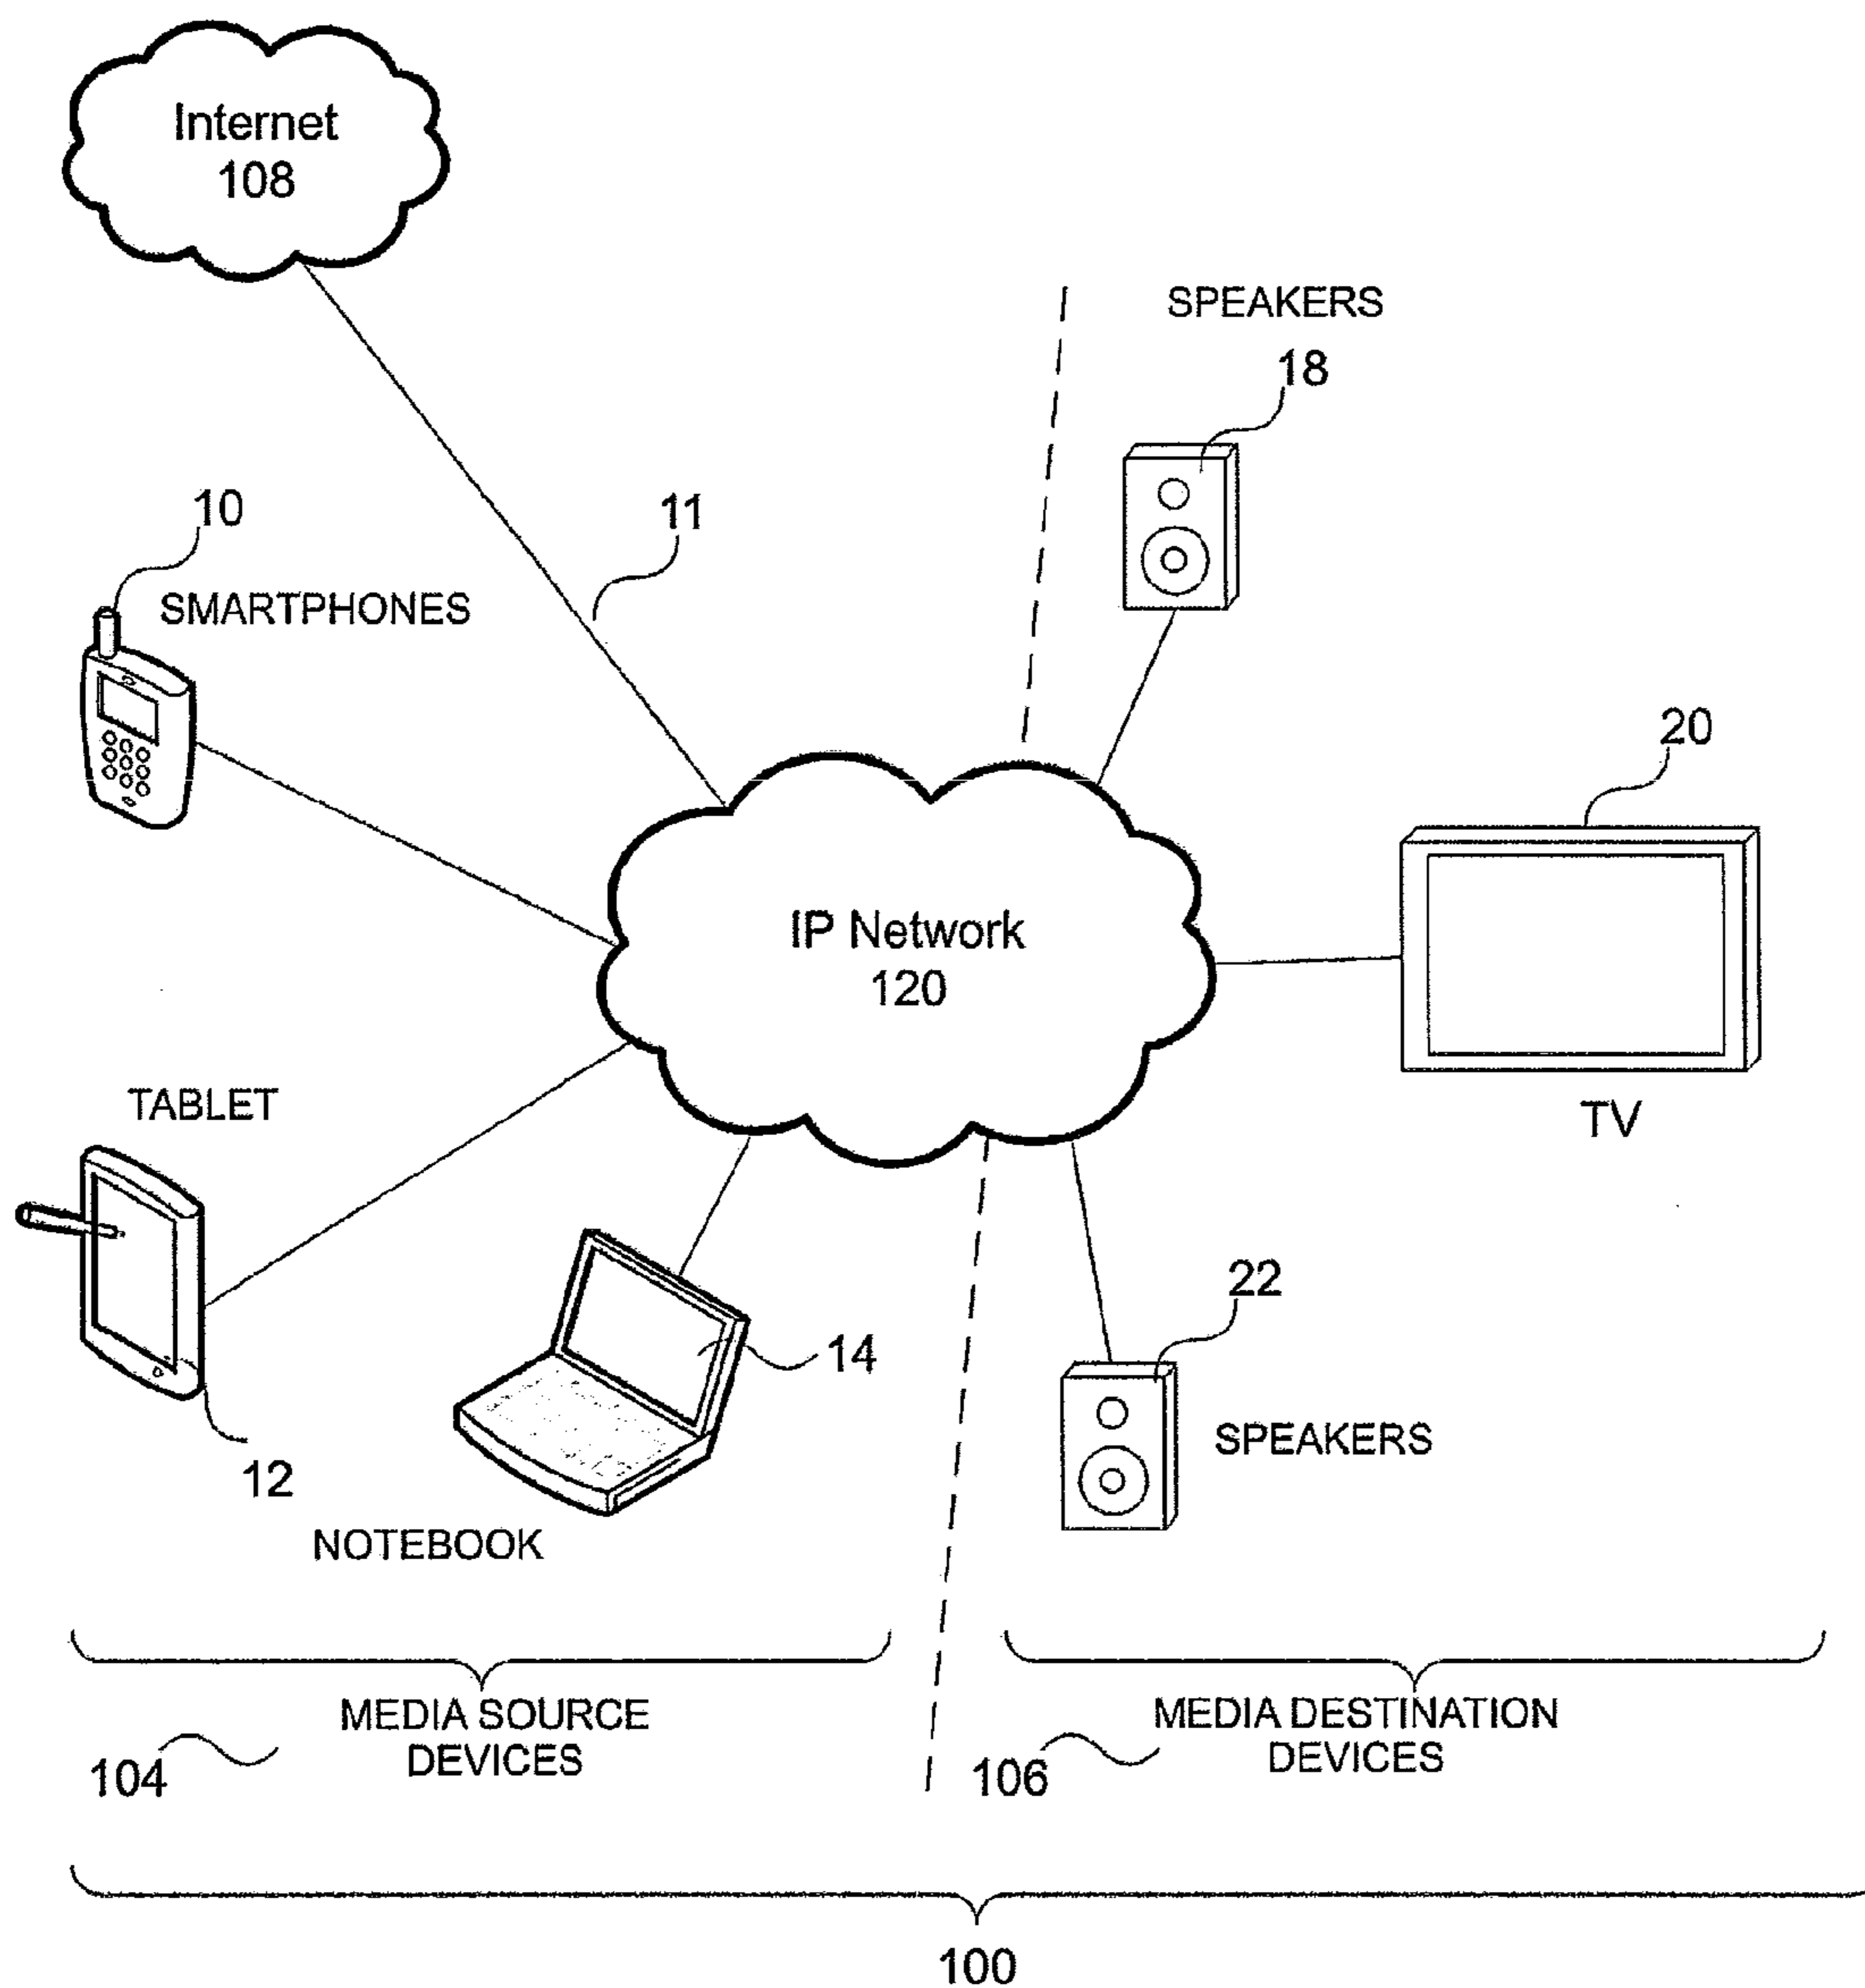 Internet
108
SPEAKERS
18
10
11
SMARTPHONES
20
IP Network
120
TABLET
TV
22
14
SPEAKERS
12
NOTEBOOK
MEDIA SOURCE
DEVICES
104
MEDIA DESTINATION
DEVICES
106
100